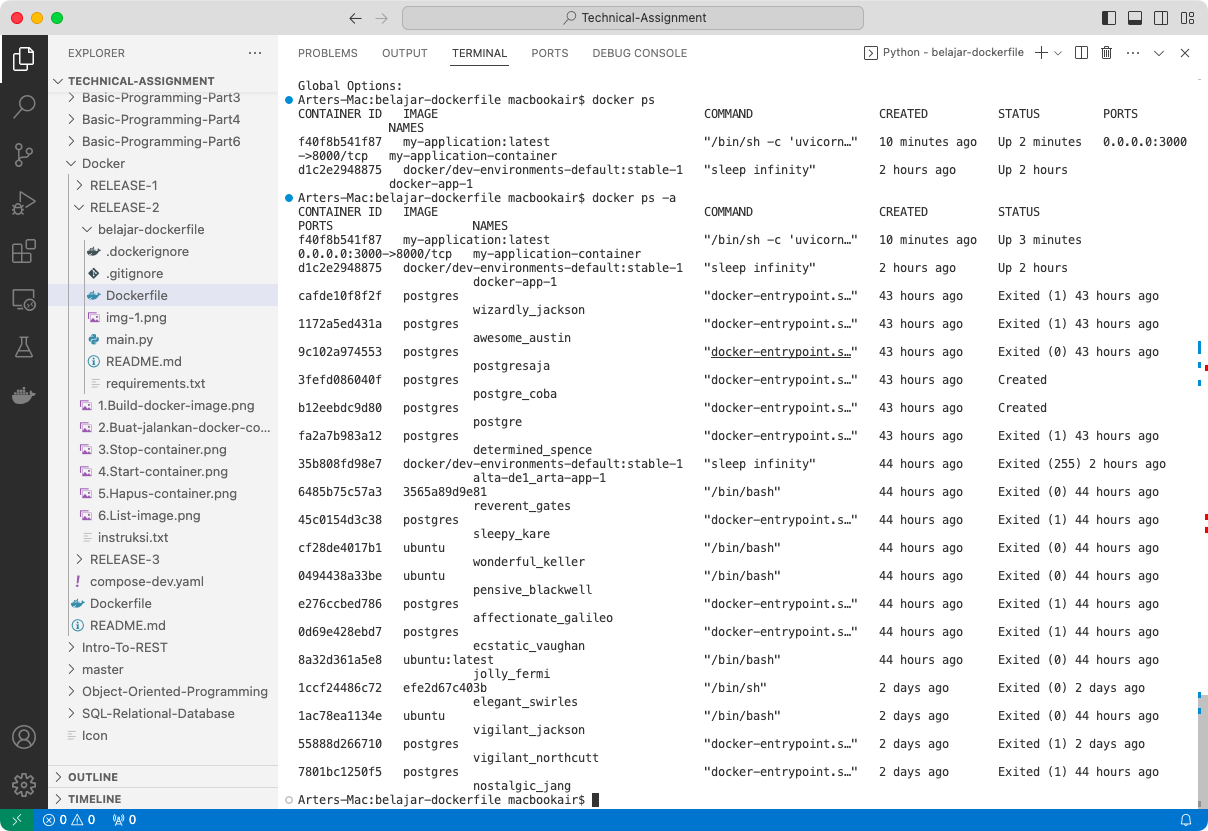 Technical-Assignment
EXPLORER
TECHNICAL-ASSIGNMENT
Basic-Programming-Part3
Basic-Programming-Part4
Basic-Programming-Part6
Docker
RELEASE-1
RELEASE-2
belajar-dockerfile
.dockerignore
.gitignore
Dockerfile
img-1.png
main.py
README.md
requirements.txt
1.Build-docker-image.png
2.Buat-jalankan-docker-co...
3.Stop-container.png
4.Start-container.png
5.Hapus-container.png
6.List-image.png
instruksi.txt
RELEASE-3
compose-dev.yaml
Dockerfile
README.md
Intro-To-REST
master
Object-Oriented-Programming
SQL-Relational-Database
Icon
OUTLINE
TIMELINE
PROBLEMS OUTPUT TERMINAL PORTS DEBUG CONSOLE Python - belajar-dockerfile
Global Options:
Arters-Mac:belajar-dockerfile macbookair$ docker ps
CONTAINER ID IMAGE COMMAND CREATED STATUS PORTS
NAMES
f40f8b541f87 my-application:latest "/bin/sh -c 'uvicorn…" 10 minutes ago Up 2 minutes 0.0.0.0:3000
->8000/tcp my-application-container
d1c2e2948875 docker/dev-environments-default:stable-1 "sleep infinity" 2 hours ago Up 2 hours
docker-app-1
Arters-Mac:belajar-dockerfile macbookair$ docker ps -a
CONTAINER ID IMAGE COMMAND CREATED STATUS
PORTS NAMES
f40f8b541f87 my-application:latest "/bin/sh -c 'uvicorn…" 10 minutes ago Up 3 minutes
0.0.0.0:3000->8000/tcp my-application-container
d1c2e2948875 docker/dev-environments-default:stable-1 "sleep infinity" 2 hours ago Up 2 hours
docker-app-1
cafde10f8f2f postgres "docker-entrypoint.s…" 43 hours ago Exited (1) 43 hours ago
wizardly_jackson
1172a5ed431a postgres "docker-entrypoint.s…" 43 hours ago Exited (1) 43 hours ago
awesome_austin
9c102a974553 postgres "docker-entrypoint.s…" 43 hours ago Exited (0) 43 hours ago
postgresaja
3fefd086040f postgres "docker-entrypoint.s…" 43 hours ago Created
postgre_coba
b12eebdc9d80 postgres "docker-entrypoint.s…" 43 hours ago Created
postgre
fa2a7b983a12 postgres "docker-entrypoint.s…" 43 hours ago Exited (1) 43 hours ago
determined_spence
35b808fd98e7 docker/dev-environments-default:stable-1 "sleep infinity" 44 hours ago Exited (255) 2 hours ago
alta-de1_arta-app-1
6485b75c57a3 3565a89d9e81 "/bin/bash" 44 hours ago Exited (0) 44 hours ago
reverent_gates
45c0154d3c38 postgres "docker-entrypoint.s…" 44 hours ago Exited (1) 44 hours ago
sleepy_kare
cf28de4017b1 ubuntu "/bin/bash" 44 hours ago Exited (0) 44 hours ago
wonderful_keller
0494438a33be ubuntu "/bin/bash" 44 hours ago Exited (0) 44 hours ago
pensive_blackwell
e276ccbed786 postgres "docker-entrypoint.s…" 44 hours ago Exited (1) 44 hours ago
affectionate_galileo
0d69e428ebd7 postgres "docker-entrypoint.s…" 44 hours ago Exited (1) 44 hours ago
ecstatic_vaughan
8a32d361a5e8 ubuntu:latest "/bin/bash" 44 hours ago Exited (0) 44 hours ago
jolly_fermi
1ccf24486c72 efe2d67c403b "/bin/sh" 2 days ago Exited (0) 2 days ago
elegant_swirles
1ac78ea1134e ubuntu "/bin/bash" 2 days ago Exited (0) 44 hours ago
vigilant_jackson
55888d266710 postgres "docker-entrypoint.s…" 2 days ago Exited (1) 2 days ago
vigilant_northcutt
7801bc1250f5 postgres "docker-entrypoint.s…" 2 days ago Exited (1) 44 hours ago
nostalgic_jang
Arters-Mac:belajar-dockerfile macbookair$
0 0 0